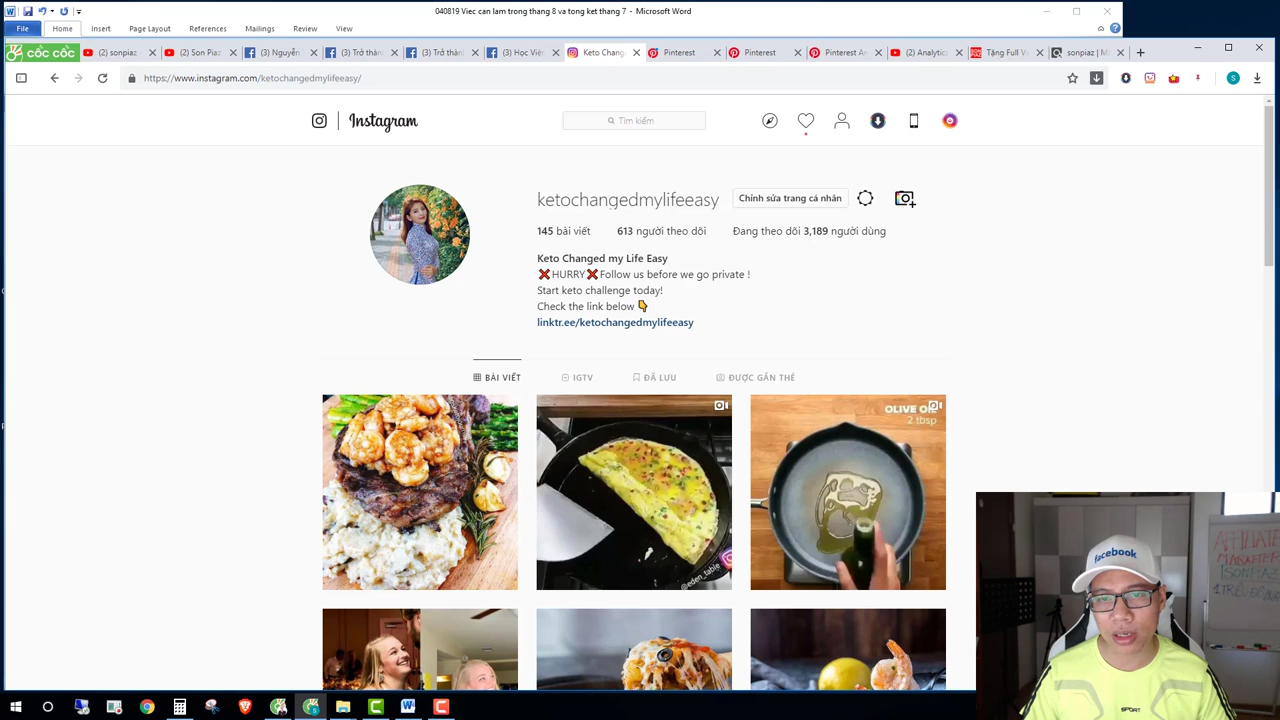 040819 Viec can lam trong thang 8 va tong ket thang 7 - Microsoft Word
File Home Insert Page Layout References Mailings Review View
CỐC CỐC (2) sonpiaz (2) Son Piaz (3) Nguyễn (3) Trở thàn (3) Trở thàn (3) Học Viện Keto Chang Pinterest Pinterest Pinterest An (2) Analytics Tặng Full V sonpiaz | M
https://www.instagram.com/ketochangedmylifeeasy/
S
Instagram
Tìm kiếm
ketochangedmylifeeasy
Chỉnh sửa trang cá nhân
145 bài viết 613 người theo dõi Đang theo dõi 3,189 người dùng
Keto Changed my Life Easy
❌HURRY❌Follow us before we go private !
Start keto challenge today!
Check the link below 👇
linktr.ee/ketochangedmylifeeasy
BÀI VIẾT IGTV ĐÃ LƯU ĐƯỢC GẮN THẺ
OLIVE OIL
2 tbsp
@eden_table
facebook
SPORT
AFFILIATE
MARKETER